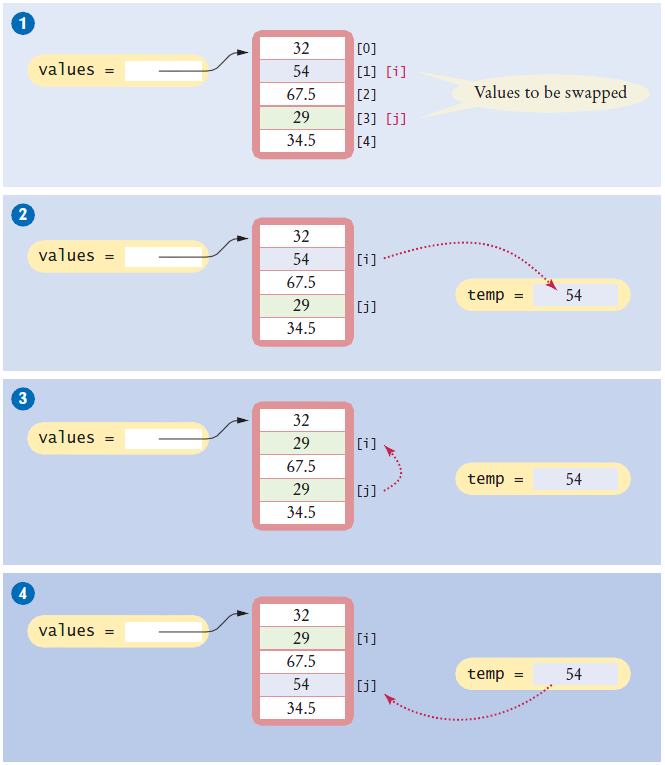 1
values =
32 [0]
54 [1] [i]
67.5 [2]
29 [3] [j]
34.5 [4]
Values to be swapped
2
values =
32
54 [i]
67.5
29 [j]
34.5
temp = 54
3
values =
32
29 [i]
67.5
29 [j]
34.5
temp = 54
4
values =
32
29 [i]
67.5
54 [j]
34.5
temp = 54